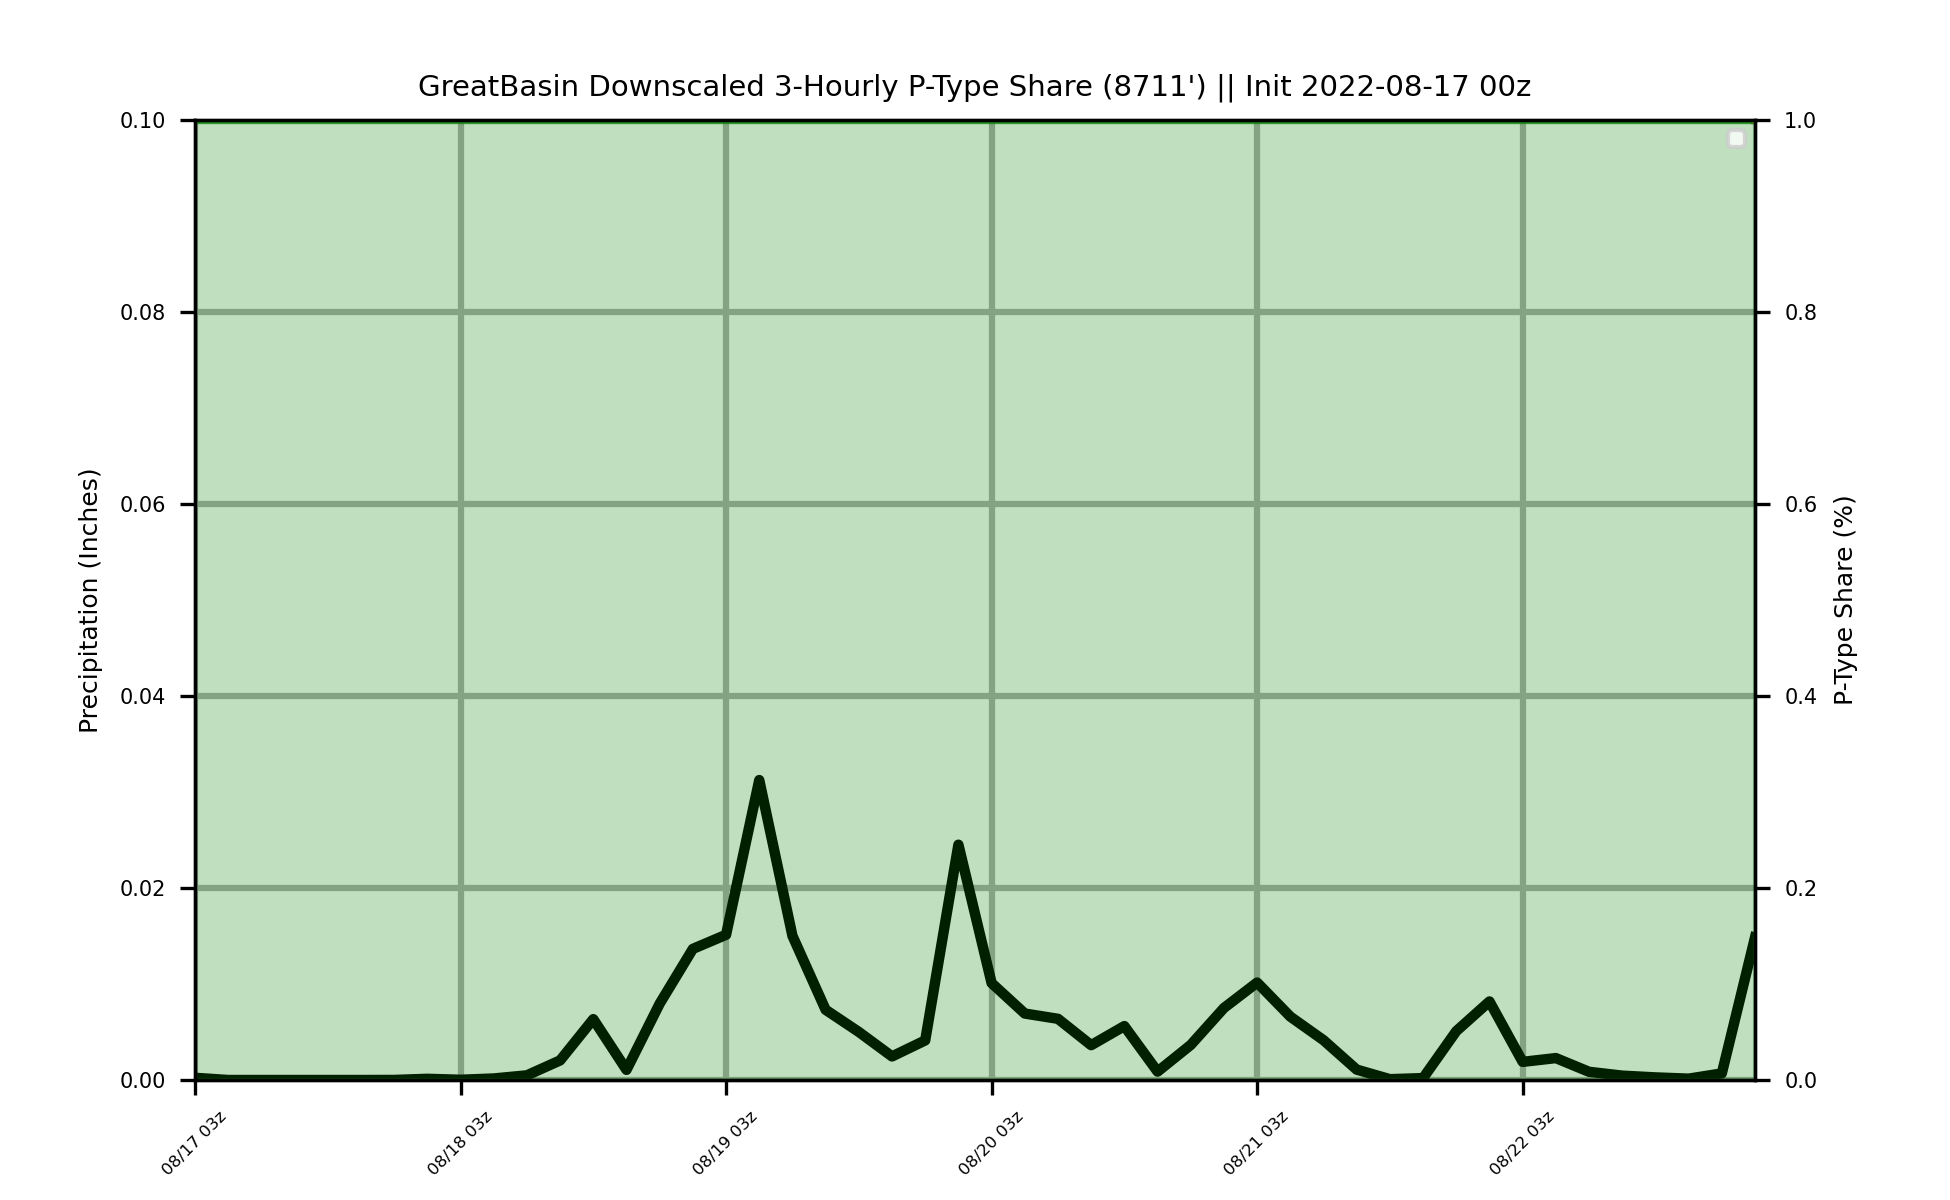 GreatBasin Downscaled 3-Hourly P-Type Share (8711') || Init 2022-08-17 00z
Precipitation (Inches)
0.10
0.08
0.06
0.04
0.02
0.00
1.0
0.8
0.6
0.4
0.2
0.0
P-Type Share (%)
08/17 03z
08/18 03z
08/19 03z
08/20 03z
08/21 03z
08/22 03z